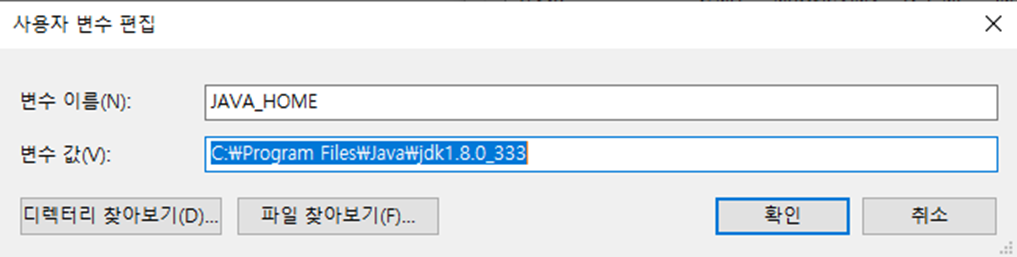 사용자 변수 편집
변수 이름(N): JAVA_HOME
변수 값(V): C:₩Program Files₩Java₩jdk1.8.0_333
디렉터리 찾아보기(D)... 파일 찾아보기(F)... 확인 취소